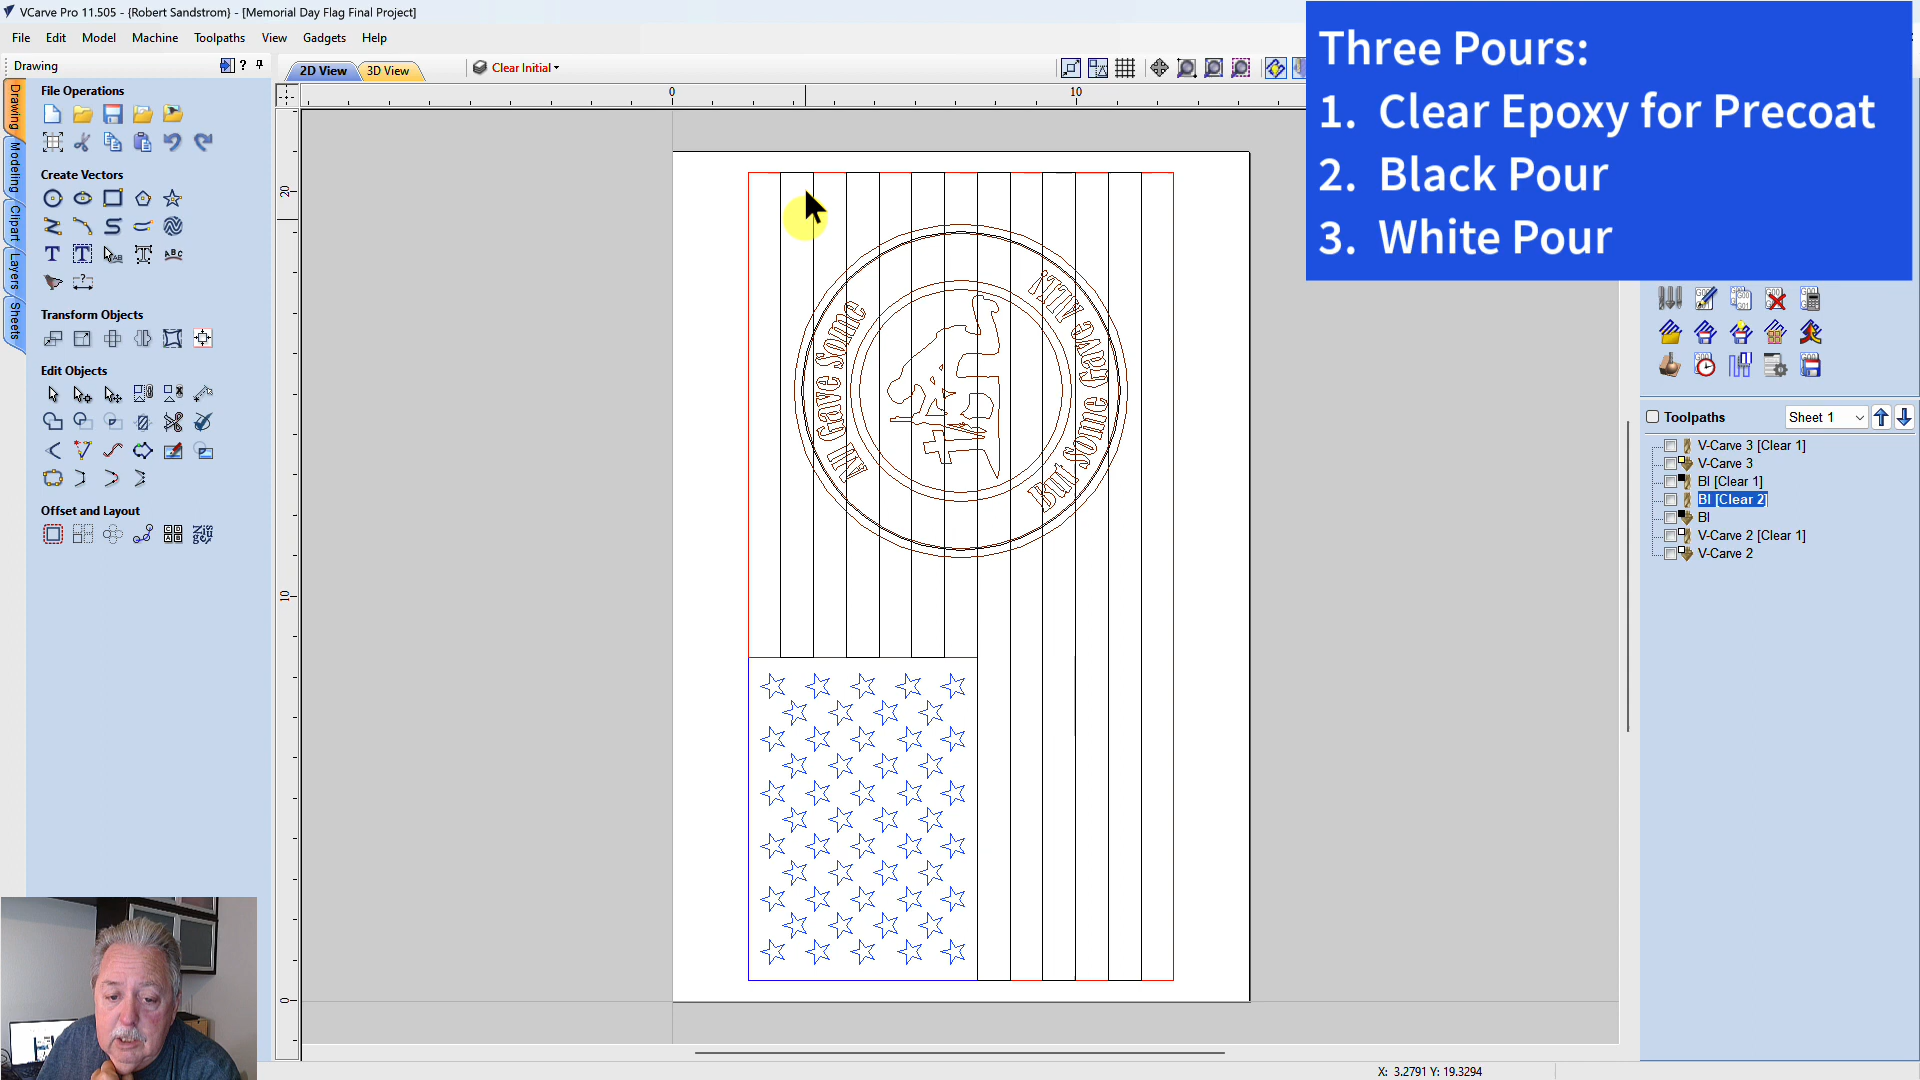 VCarve Pro 11.505 - {Robert Sandstrom} - [Memorial Day Flag Final Project]
File Edit Model Machine Toolpaths View Gadgets Help
Drawing
2D View
3D View
Clear Initial
Three Pours:
1. Clear Epoxy for Precoat
2. Black Pour
3. White Pour
Drawing
Modeling
Clipart
Layers
Sheets
File Operations
Create Vectors
Transform Objects
Edit Objects
Offset and Layout
0
10
20
10
0
All Gave Some
But Some Gave All!
Toolpaths
Sheet 1
V-Carve 3 [Clear 1]
V-Carve 3
Bl [Clear 1]
Bl [Clear 2]
Bl
V-Carve 2 [Clear 1]
V-Carve 2
X: 3.2791 Y: 19.3294